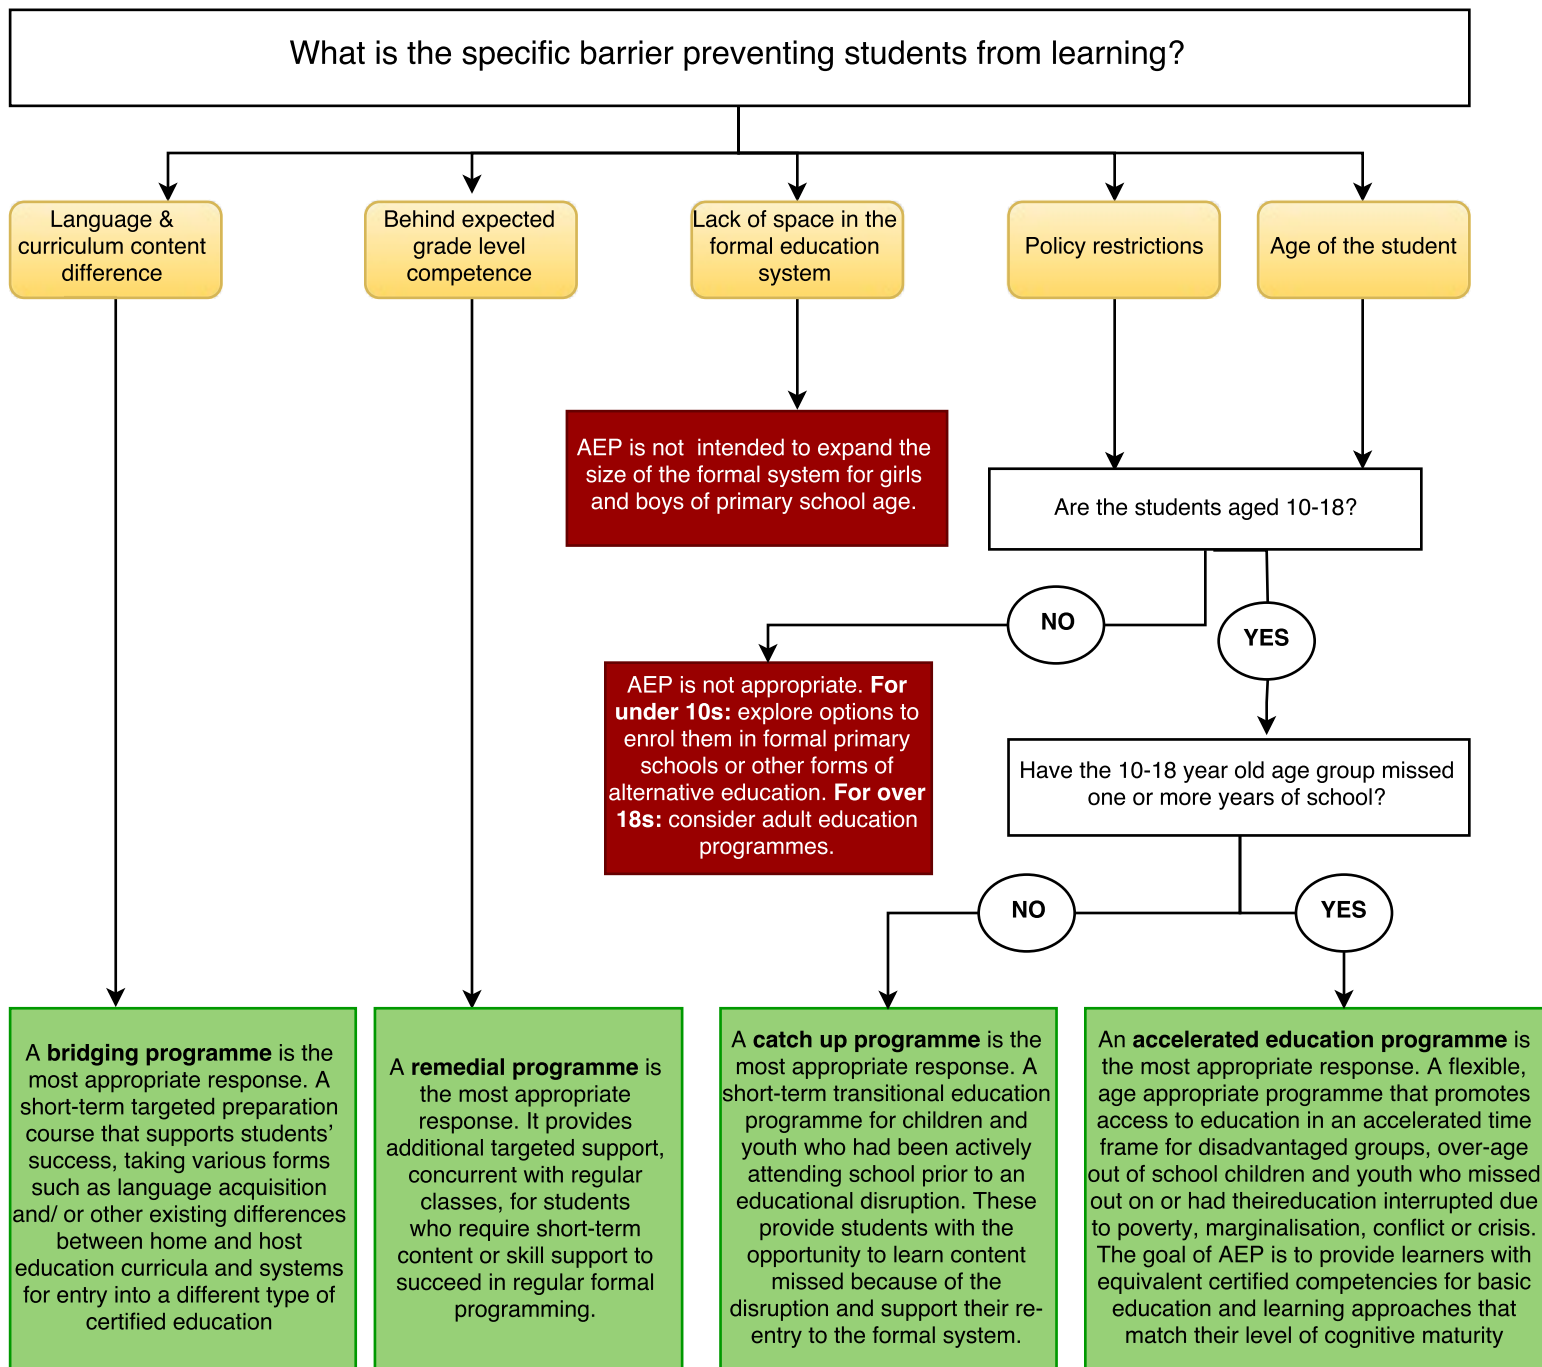 What is the specific barrier preventing students from learning?
Language &
curriculum content
difference
Behind expected
grade level
competence
Lack of space in the
formal education
system
Policy restrictions
Age of the student
AEP is not intended to expand the
size of the formal system for girls
and boys of primary school age.
Are the students aged 10-18?
NO
YES
AEP is not appropriate. For
under 10s: explore options to
enrol them in formal primary
schools or other forms of
alternative education. For over
18s: consider adult education
programmes.
Have the 10-18 year old age group missed
one or more years of school?
NO
YES
A bridging programme is the
most appropriate response. A
short-term targeted preparation
course that supports students’
success, taking various forms
such as language acquisition
and/ or other existing differences
between home and host
education curricula and systems
for entry into a different type of
certified education
A remedial programme is
the most appropriate
response. It provides
additional targeted support,
concurrent with regular
classes, for students
who require short-term
content or skill support to
succeed in regular formal
programming.
A catch up programme is the
most appropriate response. A
short-term transitional education
programme for children and
youth who had been actively
attending school prior to an
educational disruption. These
provide students with the
opportunity to learn content
missed because of the
disruption and support their re-
entry to the formal system.
An accelerated education programme is
the most appropriate response. A flexible,
age appropriate programme that promotes
access to education in an accelerated time
frame for disadvantaged groups, over-age
out of school children and youth who missed
out on or had theireducation interrupted due
to poverty, marginalisation, conflict or crisis.
The goal of AEP is to provide learners with
equivalent certified competencies for basic
education and learning approaches that
match their level of cognitive maturity